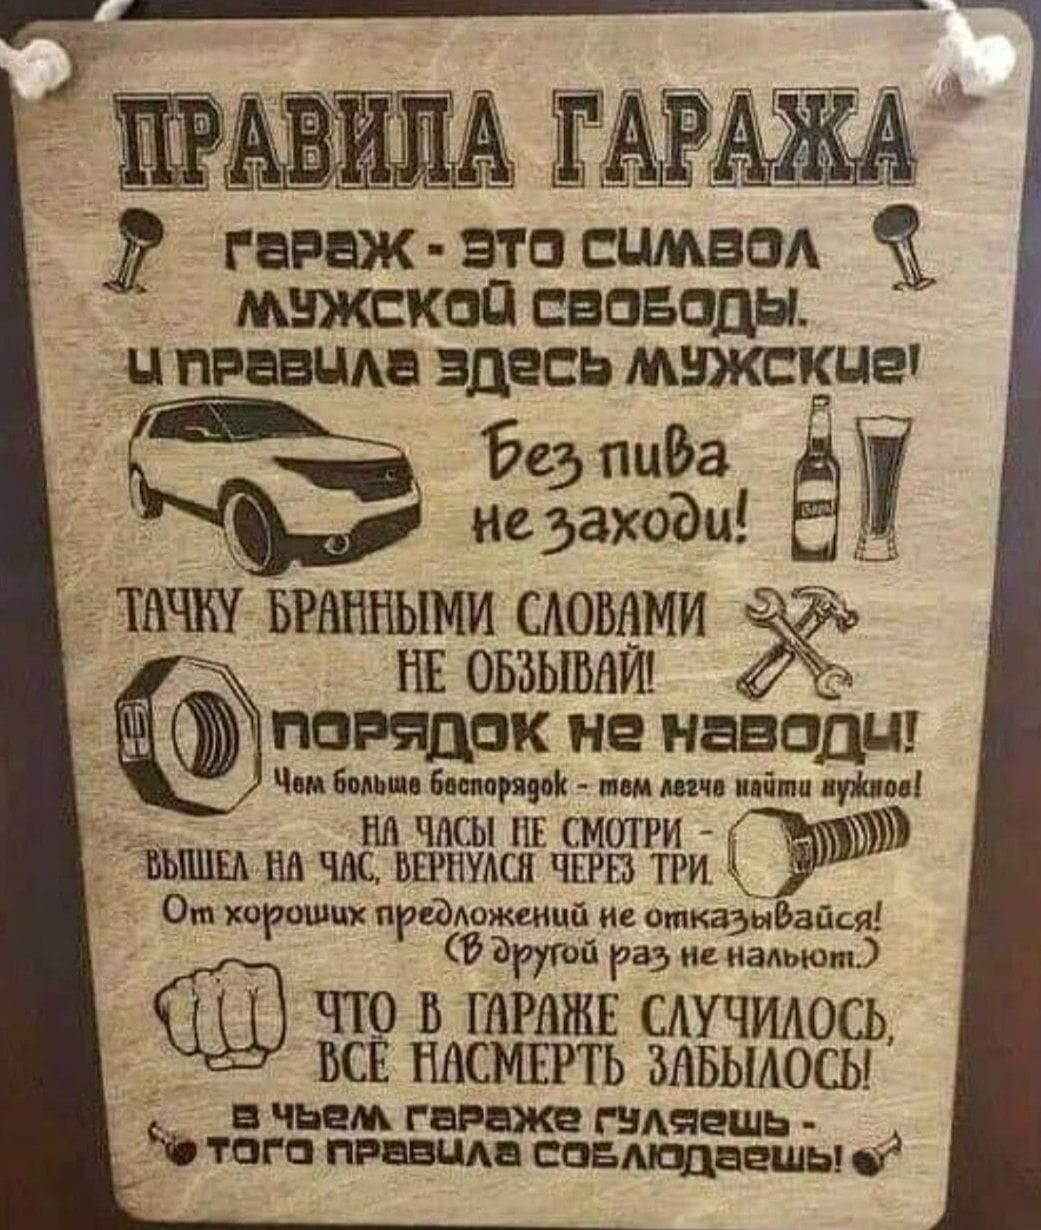 ПРАВИЛА ГАРАЖА
гараж - это символ
мужской свободы.
и правила здесь мужские!
Без пива
не заходи!
ТАЧКУ БРАННЫМИ СЛОВАМИ
НЕ ОБЗЫВАЙ!
порядок не наводи!
Чем больше беспорядок - тем легче найти нужное!
НА ЧАСЫ НЕ СМОТРИ -
ВЫШЕЛ НА ЧАС, ВЕРНУЛСЯ ЧЕРЕЗ ТРИ.
От хороших предложений не отказывайся!
(В другой раз не нальют.)
ЧТО В ГАРАЖЕ СЛУЧИЛОСЬ,
ВСЁ НАСМЕРТЬ ЗАБЫЛОСЬ!
в чьем гараже гуляешь -
того правила соблюдаешь!